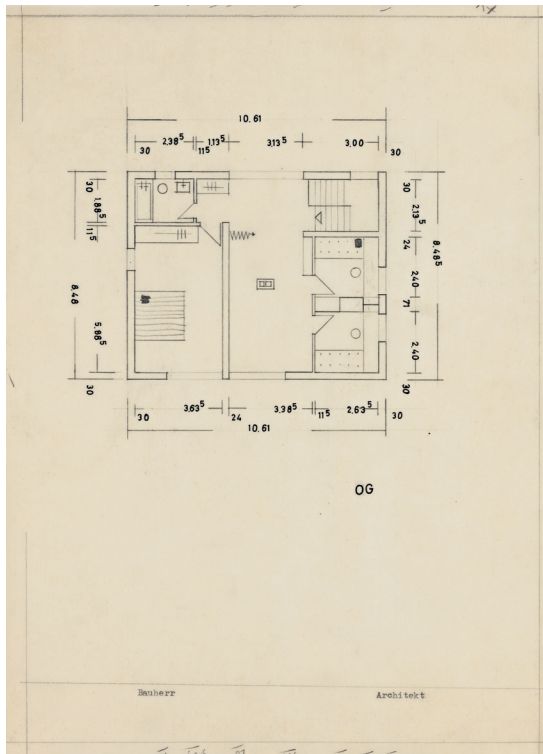 10.61
30 2,38⁵ 11⁵ 1,13⁵ 3,13⁵ 3,00 30
30 1,88⁵ 11⁵ 5,88⁵ 30
8.48
30 2,13⁵ 24 2,40 71 2,40 30
8.48⁵
30 3,63⁵ 24 3,38⁵ 11⁵ 2,63⁵ 30
10.61
OG
Bauherr Architekt